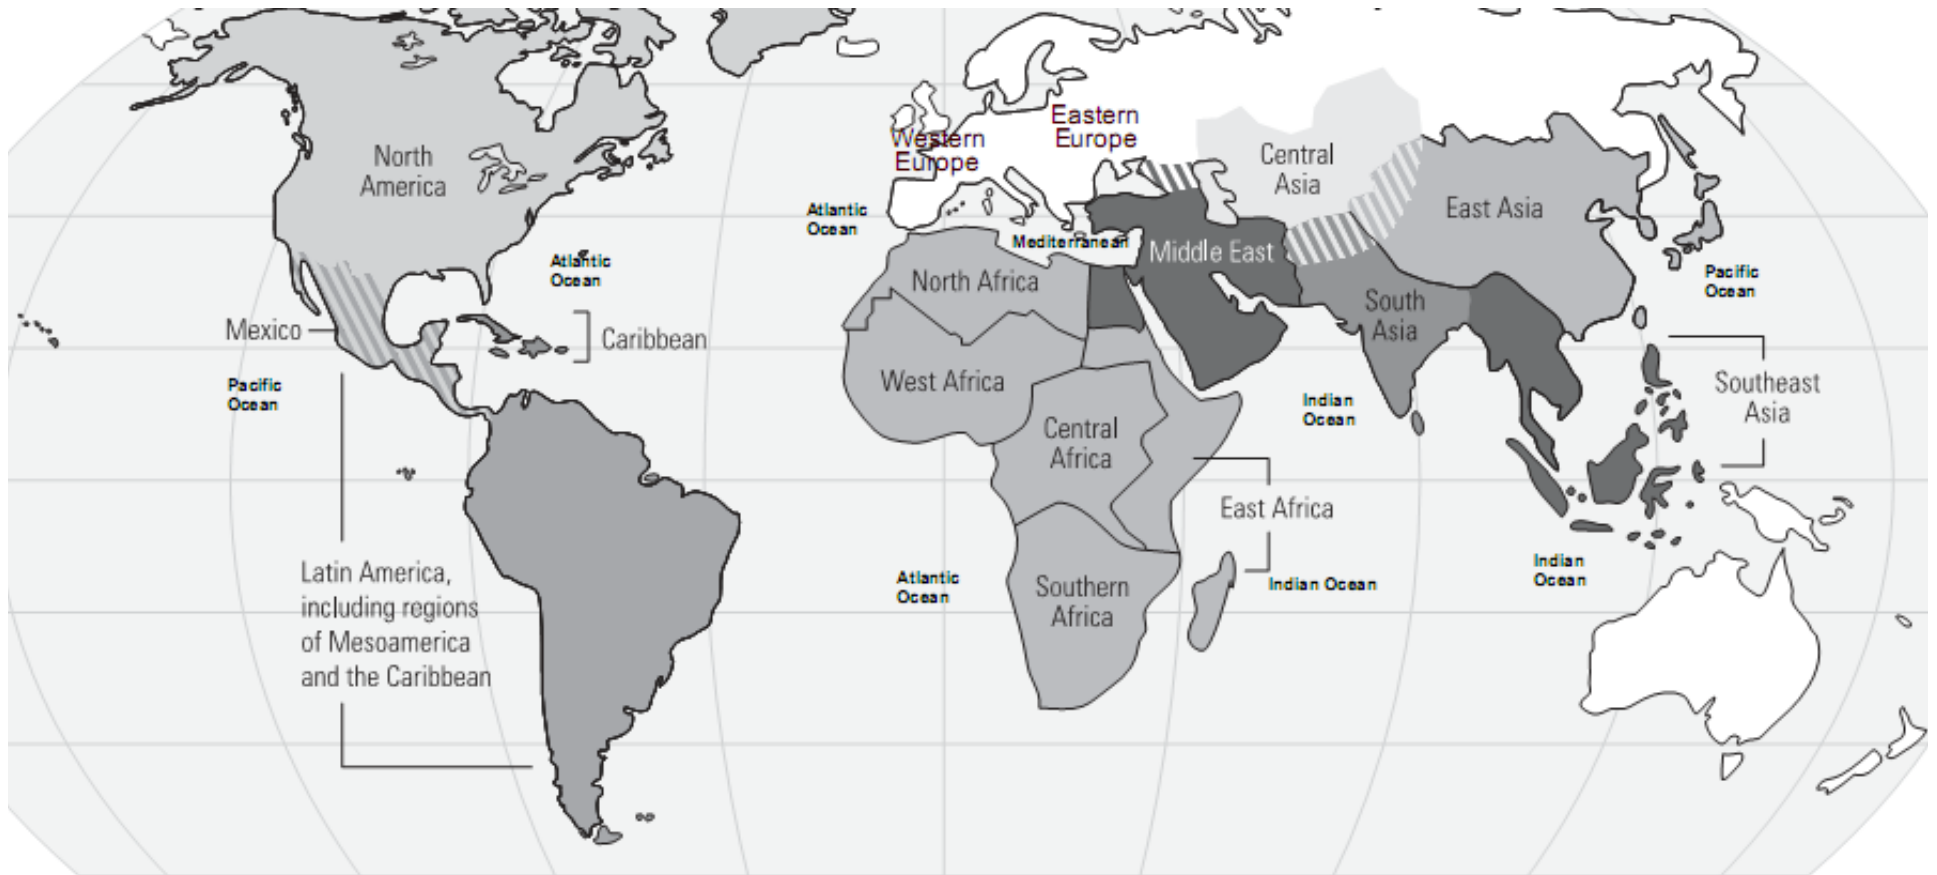 North
America
Western
Europe
Eastern
Europe
Central
Asia
East Asia
Atlantic
Ocean
Mediterranean
Middle East
Atlantic
Ocean
North Africa
South
Asia
Pacific
Ocean
Mexico
Caribbean
West Africa
Pacific
Ocean
Indian
Ocean
Southeast
Asia
Central
Africa
East Africa
Latin America,
including regions
of Mesoamerica
and the Caribbean
Atlantic
Ocean
Southern
Africa
Indian Ocean
Indian
Ocean